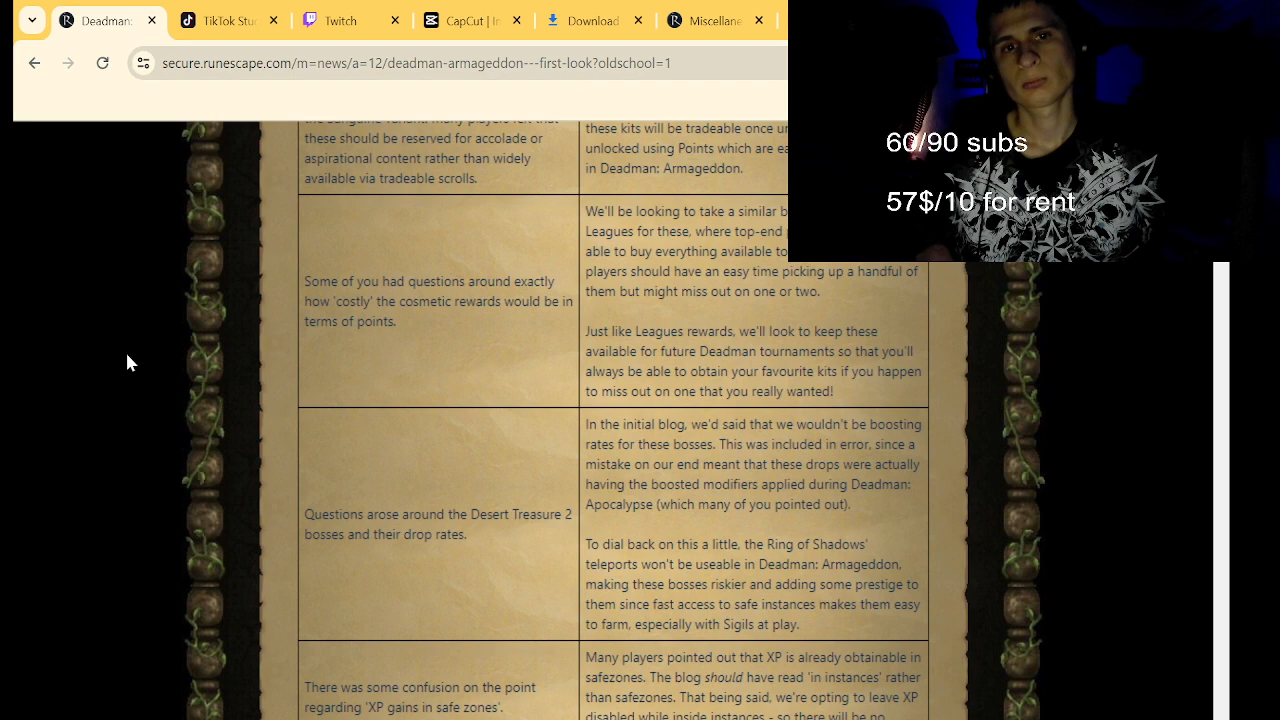 Deadman:
TikTok Stu
Twitch
CapCut | In
Download
Miscellane
secure.runescape.com/m=news/a=12/deadman-armageddon---first-look?oldschool=1
60/90 subs
57$/10 for rent
these should be reserved for accolade or
aspirational content rather than widely
available via tradeable scrolls.
these kits will be tradeable once un
unlocked using Points which are ea
in Deadman: Armageddon.
Some of you had questions around exactly
how 'costly' the cosmetic rewards would be in
terms of points.
We'll be looking to take a similar b
Leagues for these, where top-end
able to buy everything available to
players should have an easy time picking up a handful of
them but might miss out on one or two.
Just like Leagues rewards, we'll look to keep these
available for future Deadman tournaments so that you'll
always be able to obtain your favourite kits if you happen
to miss out on one that you really wanted!
Questions arose around the Desert Treasure 2
bosses and their drop rates.
In the initial blog, we'd said that we wouldn't be boosting
rates for these bosses. This was included in error, since a
mistake on our end meant that these drops were actually
having the boosted modifiers applied during Deadman:
Apocalypse (which many of you pointed out).
To dial back on this a little, the Ring of Shadows'
teleports won't be useable in Deadman: Armageddon,
making these bosses riskier and adding some prestige to
them since fast access to safe instances makes them easy
to farm, especially with Sigils at play.
There was some confusion on the point
regarding 'XP gains in safe zones'.
Many players pointed out that XP is already obtainable in
safezones. The blog should have read 'in instances' rather
than safezones. That being said, we're opting to leave XP
disabled while inside instances - so there will be no